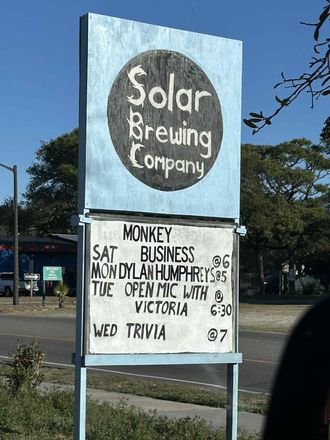 Solar
Brewing
Company
MONKEY
SAT BUSINESS @6
MON DYLAN HUMPHREYS @5
TUE OPEN MIC WITH @
VICTORIA 6:30
WED TRIVIA @7